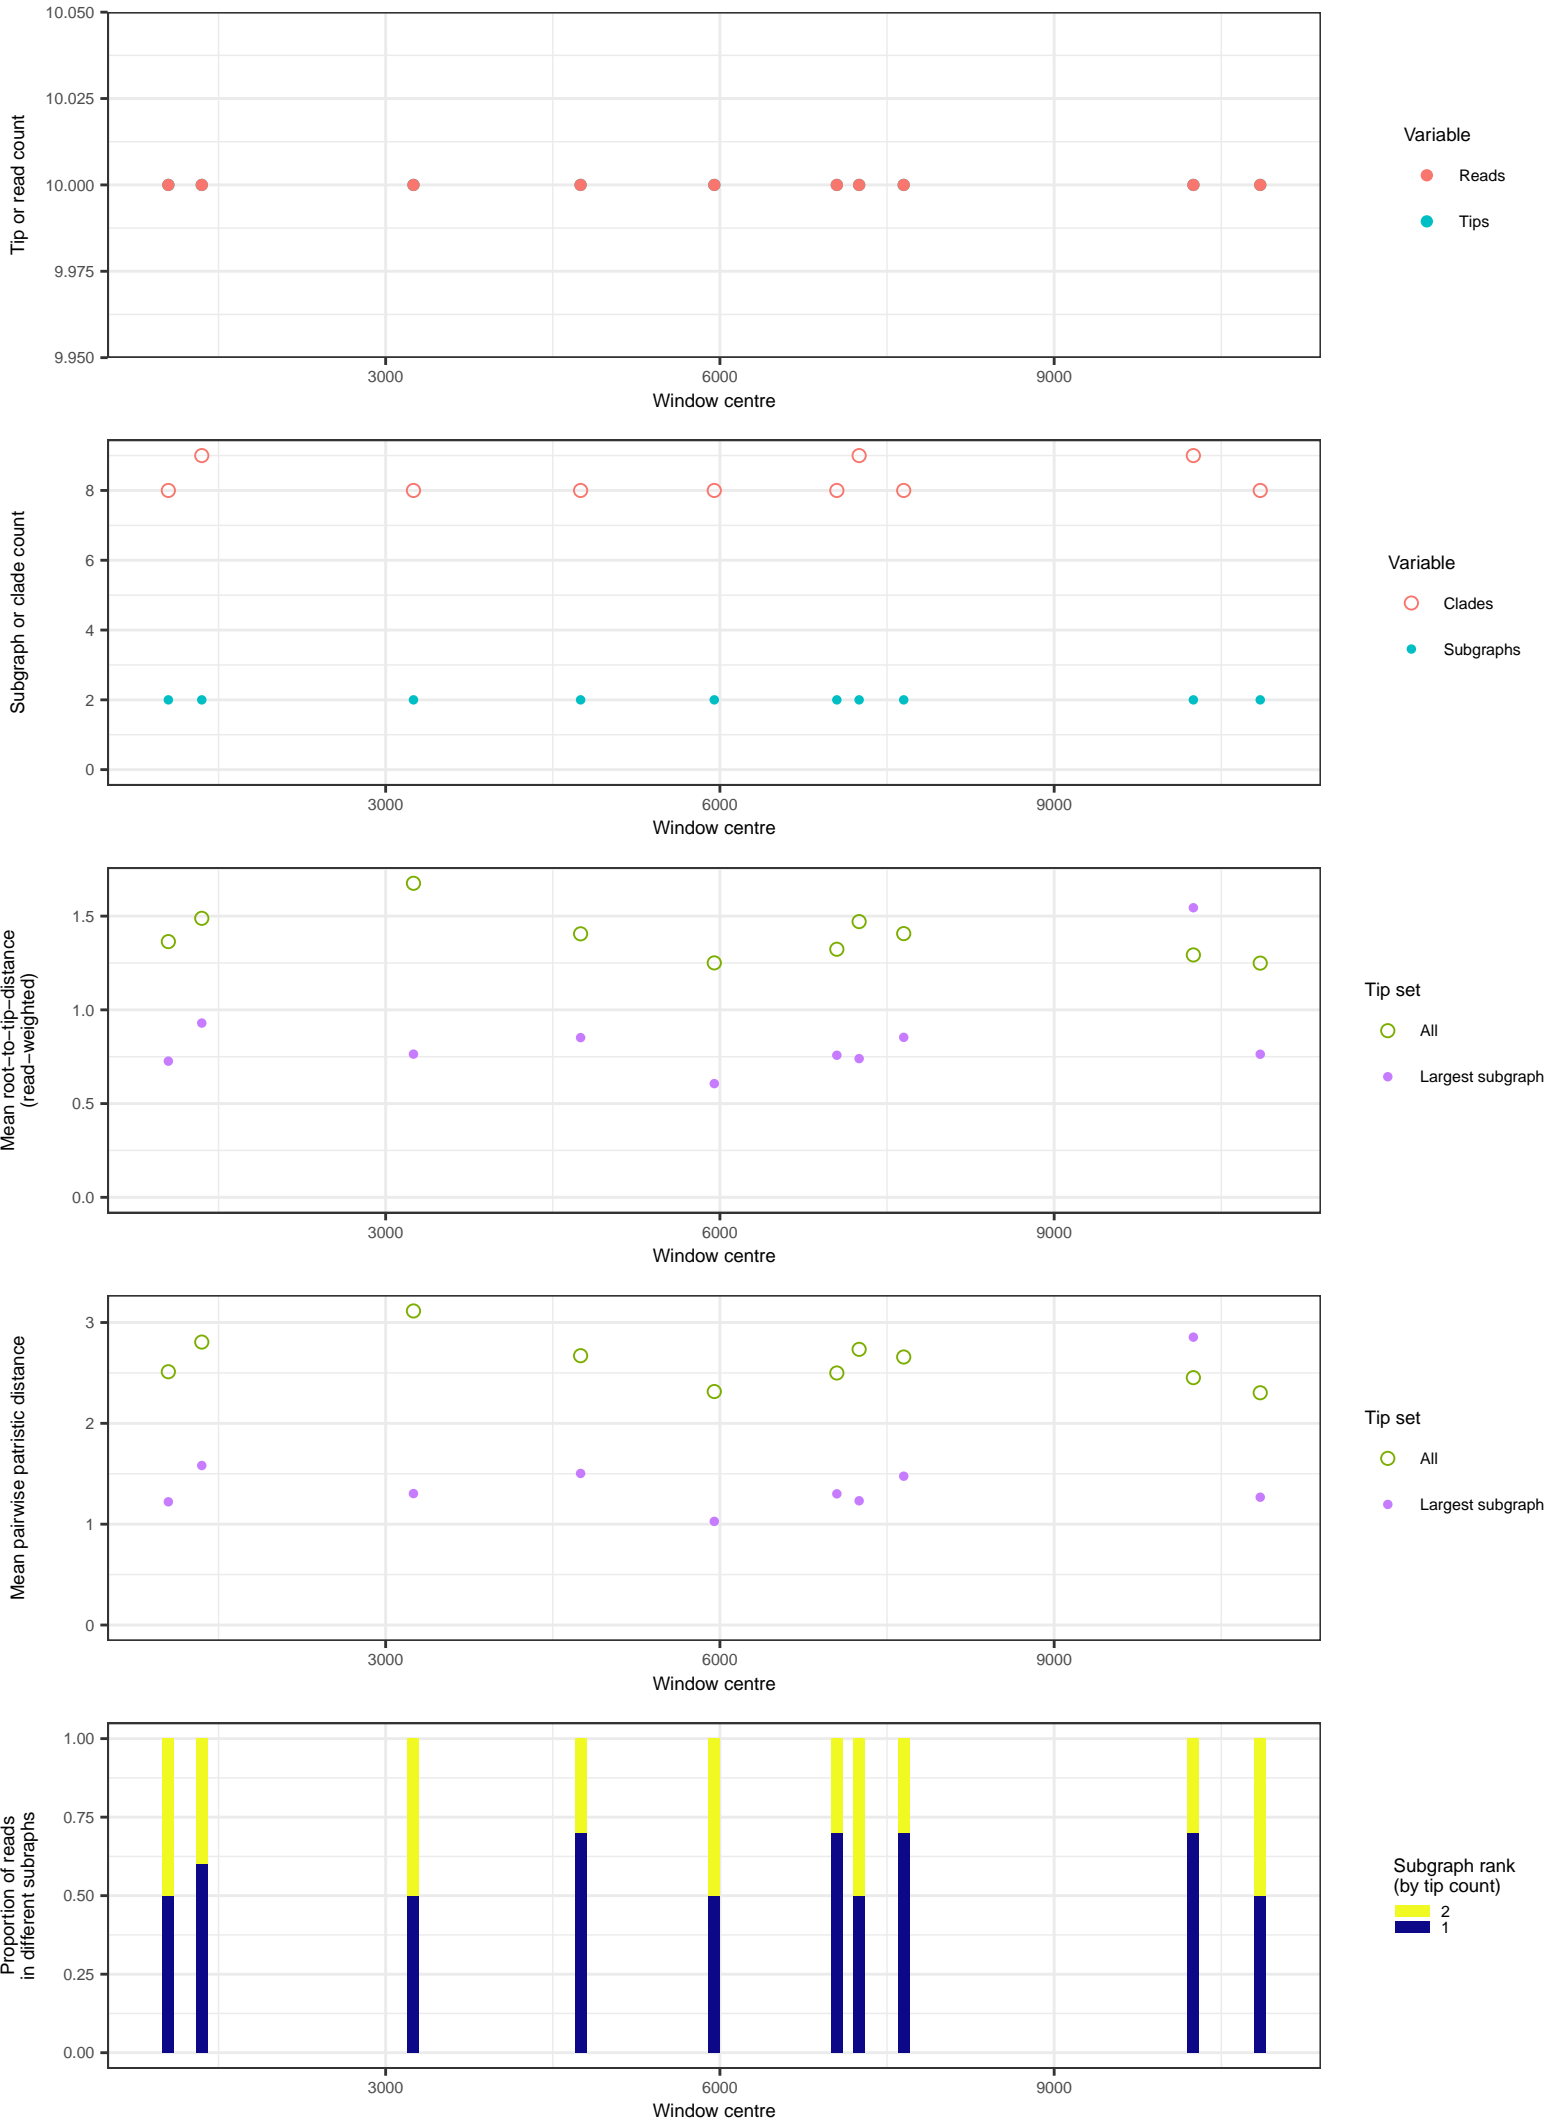 10.050
10.025
10.000
9.975
9.950
Tip or read count
3000
6000
9000
Window centre
Variable
Reads
Tips
8
6
4
2
0
Subgraph or clade count
3000
6000
9000
Window centre
Variable
Clades
Subgraphs
1.5
1.0
0.5
0.0
Mean root−to−tip−distance
(read−weighted)
3000
6000
9000
Window centre
Tip set
All
Largest subgraph
3
2
1
0
Mean pairwise patristic distance
3000
6000
9000
Window centre
Tip set
All
Largest subgraph
1.00
0.75
0.50
0.25
0.00
Proportion of reads
in different subraphs
3000
6000
9000
Window centre
Subgraph rank
(by tip count)
2
1